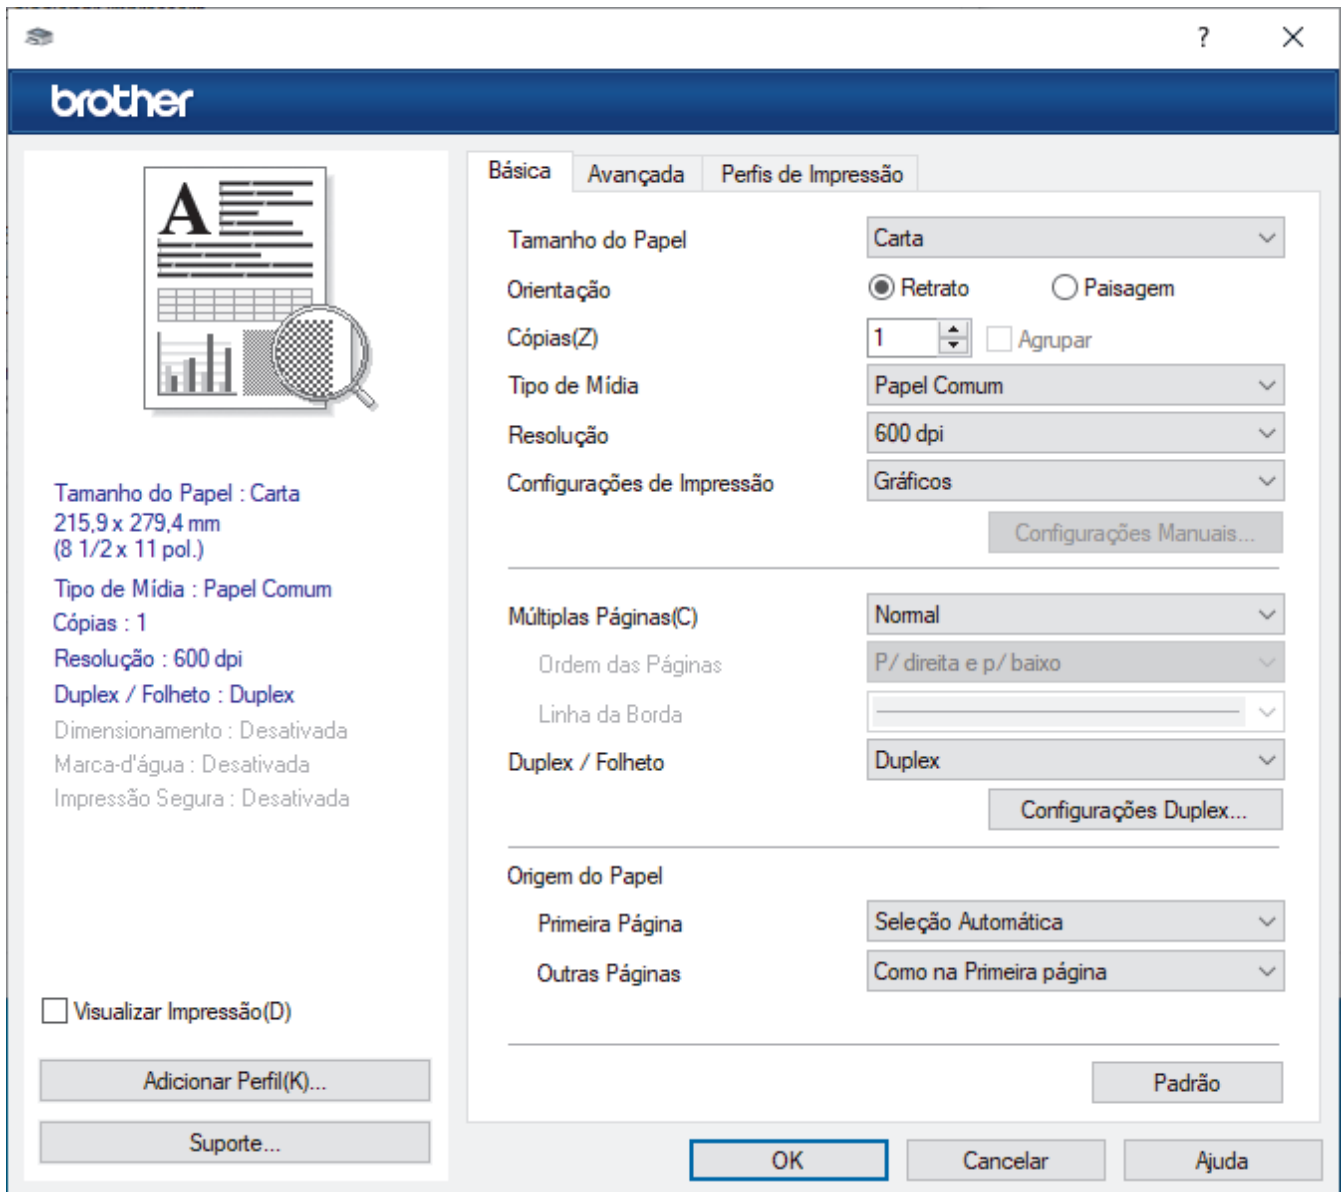 ?
brother
A
Básica Avançada Perfis de Impressão
Tamanho do Papel Carta
Orientação Retrato Paisagem
Cópias(Z) 1 Agrupar
Tipo de Mídia Papel Comum
Resolução 600 dpi
Configurações de Impressão Gráficos
Configurações Manuais...
Tamanho do Papel : Carta
215,9 x 279,4 mm
(8 1/2 x 11 pol.)
Tipo de Mídia : Papel Comum
Cópias : 1
Resolução : 600 dpi
Duplex / Folheto : Duplex
Dimensionamento : Desativada
Marca-d'água : Desativada
Impressão Segura : Desativada
Múltiplas Páginas(C) Normal
Ordem das Páginas P/ direita e p/ baixo
Linha da Borda
Duplex / Folheto Duplex
Configurações Duplex...
Origem do Papel
Primeira Página Seleção Automática
Outras Páginas Como na Primeira página
Visualizar Impressão(D)
Adicionar Perfil(K)...
Suporte...
Padrão
OK Cancelar Ajuda